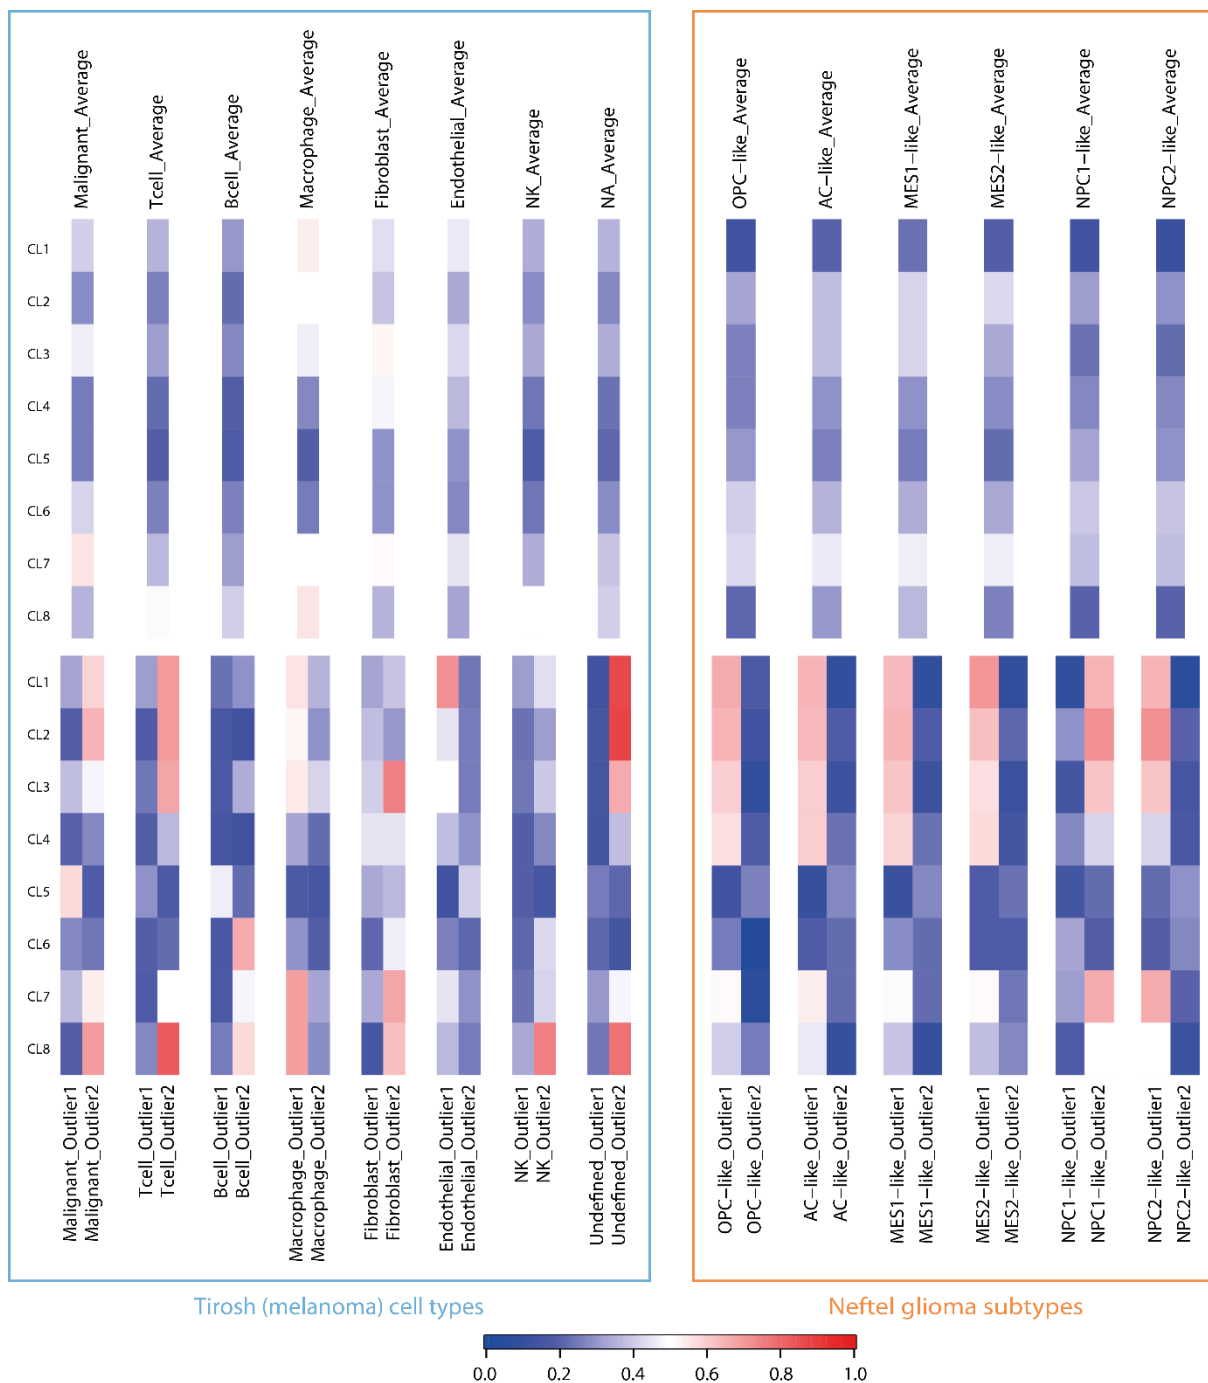 Malignant_Average
Tcell_Average
Bcell_Average
Macrophage_Average
Fibroblast_Average
Endothelial_Average
NK_Average
NA_Average
OPC−like_Average
AC−like_Average
MES1−like_Average
MES2−like_Average
NPC1−like_Average
NPC2−like_Average
CL1
CL2
CL3
CL4
CL5
CL6
CL7
CL8
CL1
CL2
CL3
CL4
CL5
CL6
CL7
CL8
Malignant_Outlier1
Malignant_Outlier2
Tcell_Outlier1
Tcell_Outlier2
Bcell_Outlier1
Bcell_Outlier2
Macrophage_Outlier1
Macrophage_Outlier2
Fibroblast_Outlier1
Fibroblast_Outlier2
Endothelial_Outlier1
Endothelial_Outlier2
NK_Outlier1
NK_Outlier2
Undefined_Outlier1
Undefined_Outlier2
OPC−like_Outlier1
OPC−like_Outlier2
AC−like_Outlier1
AC−like_Outlier2
MES1−like_Outlier1
MES1−like_Outlier2
MES2−like_Outlier1
MES2−like_Outlier2
NPC1−like_Outlier1
NPC1−like_Outlier2
NPC2−like_Outlier1
NPC2−like_Outlier2
Tirosh (melanoma) cell types
Neftel glioma subtypes
0.0 0.2 0.4 0.6 0.8 1.0